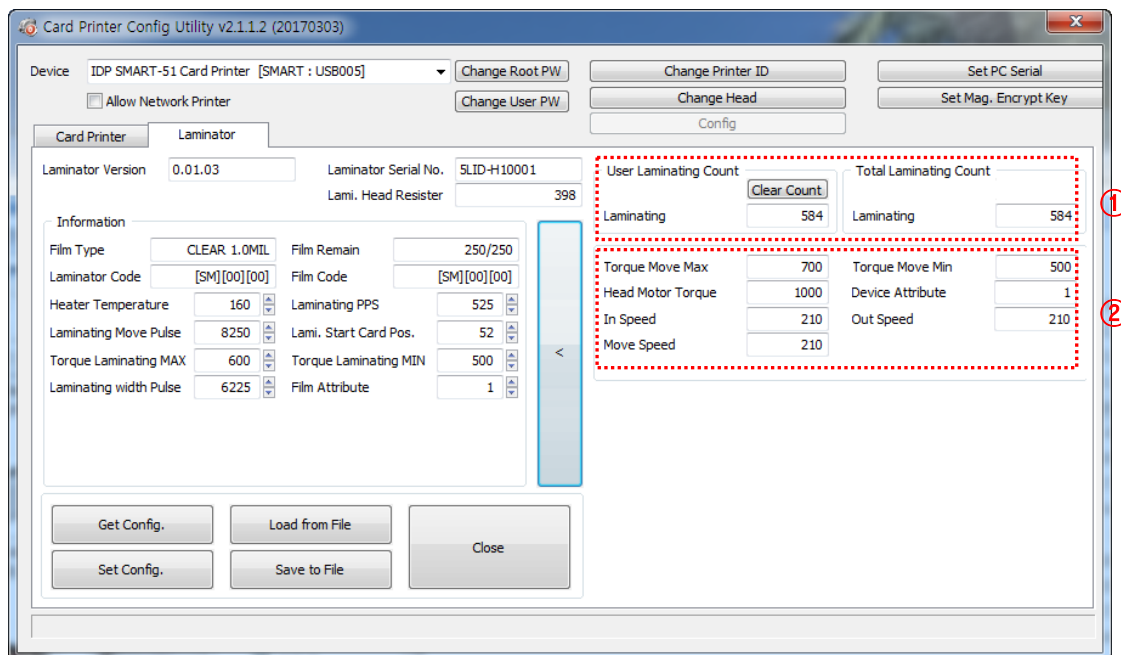 Card Printer Config Utility v2.1.1.2 (20170303)
x
Device IDP SMART-51 Card Printer [SMART : USB005] Change Root PW Change Printer ID Set PC Serial
Allow Network Printer Change User PW Change Head Set Mag. Encrypt Key
Config
Card Printer Laminator
Laminator Version 0.01.03 Laminator Serial No. 5LID-H10001
Lami. Head Resister 398
Information
Film Type CLEAR 1.0MIL Film Remain 250/250
Laminator Code [SM][00][00] Film Code [SM][00][00]
Heater Temperature 160 Laminating PPS 525
Laminating Move Pulse 8250 Lami. Start Card Pos. 52
Torque Laminating MAX 600 Torque Laminating MIN 500
Laminating width Pulse 6225 Film Attribute 1
<
User Laminating Count Total Laminating Count
Clear Count
Laminating 584 Laminating 584
①
Torque Move Max 700 Torque Move Min 500
Head Motor Torque 1000 Device Attribute 1
In Speed 210 Out Speed 210
Move Speed 210
②
Get Config. Load from File Close
Set Config. Save to File